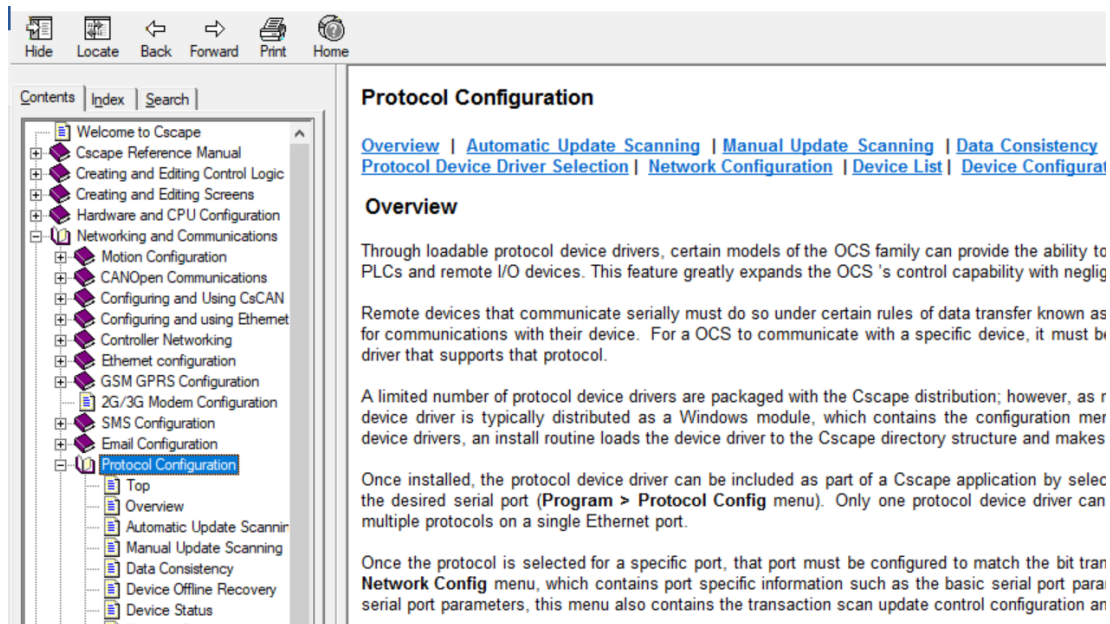 Hide Locate Back Forward Print Home
Contents Index Search
Welcome to Cscape
Cscape Reference Manual
Creating and Editing Control Logic
Creating and Editing Screens
Hardware and CPU Configuration
Networking and Communications
Motion Configuration
CANOpen Communications
Configuring and Using CsCAN
Configuring and using Ethernet
Controller Networking
Ethernet configuration
GSM GPRS Configuration
2G/3G Modem Configuration
SMS Configuration
Email Configuration
Protocol Configuration
Top
Overview
Automatic Update Scannin
Manual Update Scanning
Data Consistency
Device Offline Recovery
Device Status
Protocol Configuration
Overview | Automatic Update Scanning | Manual Update Scanning | Data Consistency
Protocol Device Driver Selection | Network Configuration | Device List | Device Configurat
Overview
Through loadable protocol device drivers, certain models of the OCS family can provide the ability to
PLCs and remote I/O devices. This feature greatly expands the OCS 's control capability with neglig
Remote devices that communicate serially must do so under certain rules of data transfer known as
for communications with their device. For a OCS to communicate with a specific device, it must be
driver that supports that protocol.
A limited number of protocol device drivers are packaged with the Cscape distribution; however, as
device driver is typically distributed as a Windows module, which contains the configuration
device drivers, an install routine loads the device driver to the Cscape directory structure and makes
Once installed, the protocol device driver can be included as part of a Cscape application by selec
the desired serial port (Program > Protocol Config menu). Only one protocol device driver can
multiple protocols on a single Ethernet port.
Once the protocol is selected for a specific port, that port must be configured to match the bit tran
Network Config menu, which contains port specific information such as the basic serial port para
serial port parameters, this menu also contains the transaction scan update control configuration an